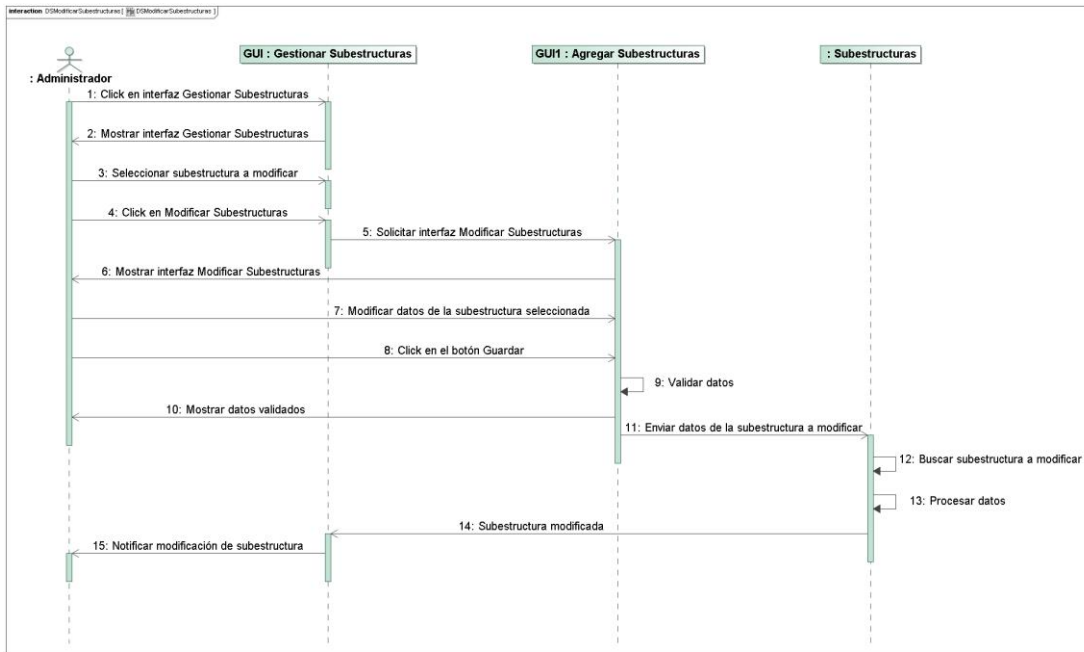 interaction DSModificarSubestructuras [ DSModificarSubestructuras ]
GUI : Gestionar Subestructuras
GUI1 : Agregar Subestructuras
: Subestructuras
: Administrador
1: Click en interfaz Gestionar Subestructuras
2: Mostrar interfaz Gestionar Subestructuras
3: Seleccionar subestructura a modificar
4: Click en Modificar Subestructuras
5: Solicitar interfaz Modificar Subestructuras
6: Mostrar interfaz Modificar Subestructuras
7: Modificar datos de la subestructura seleccionada
8: Click en el botón Guardar
9: Validar datos
10: Mostrar datos validados
11: Enviar datos de la subestructura a modificar
12: Buscar subestructura a modificar
13: Procesar datos
14: Subestructura modificada
15: Notificar modificación de subestructura